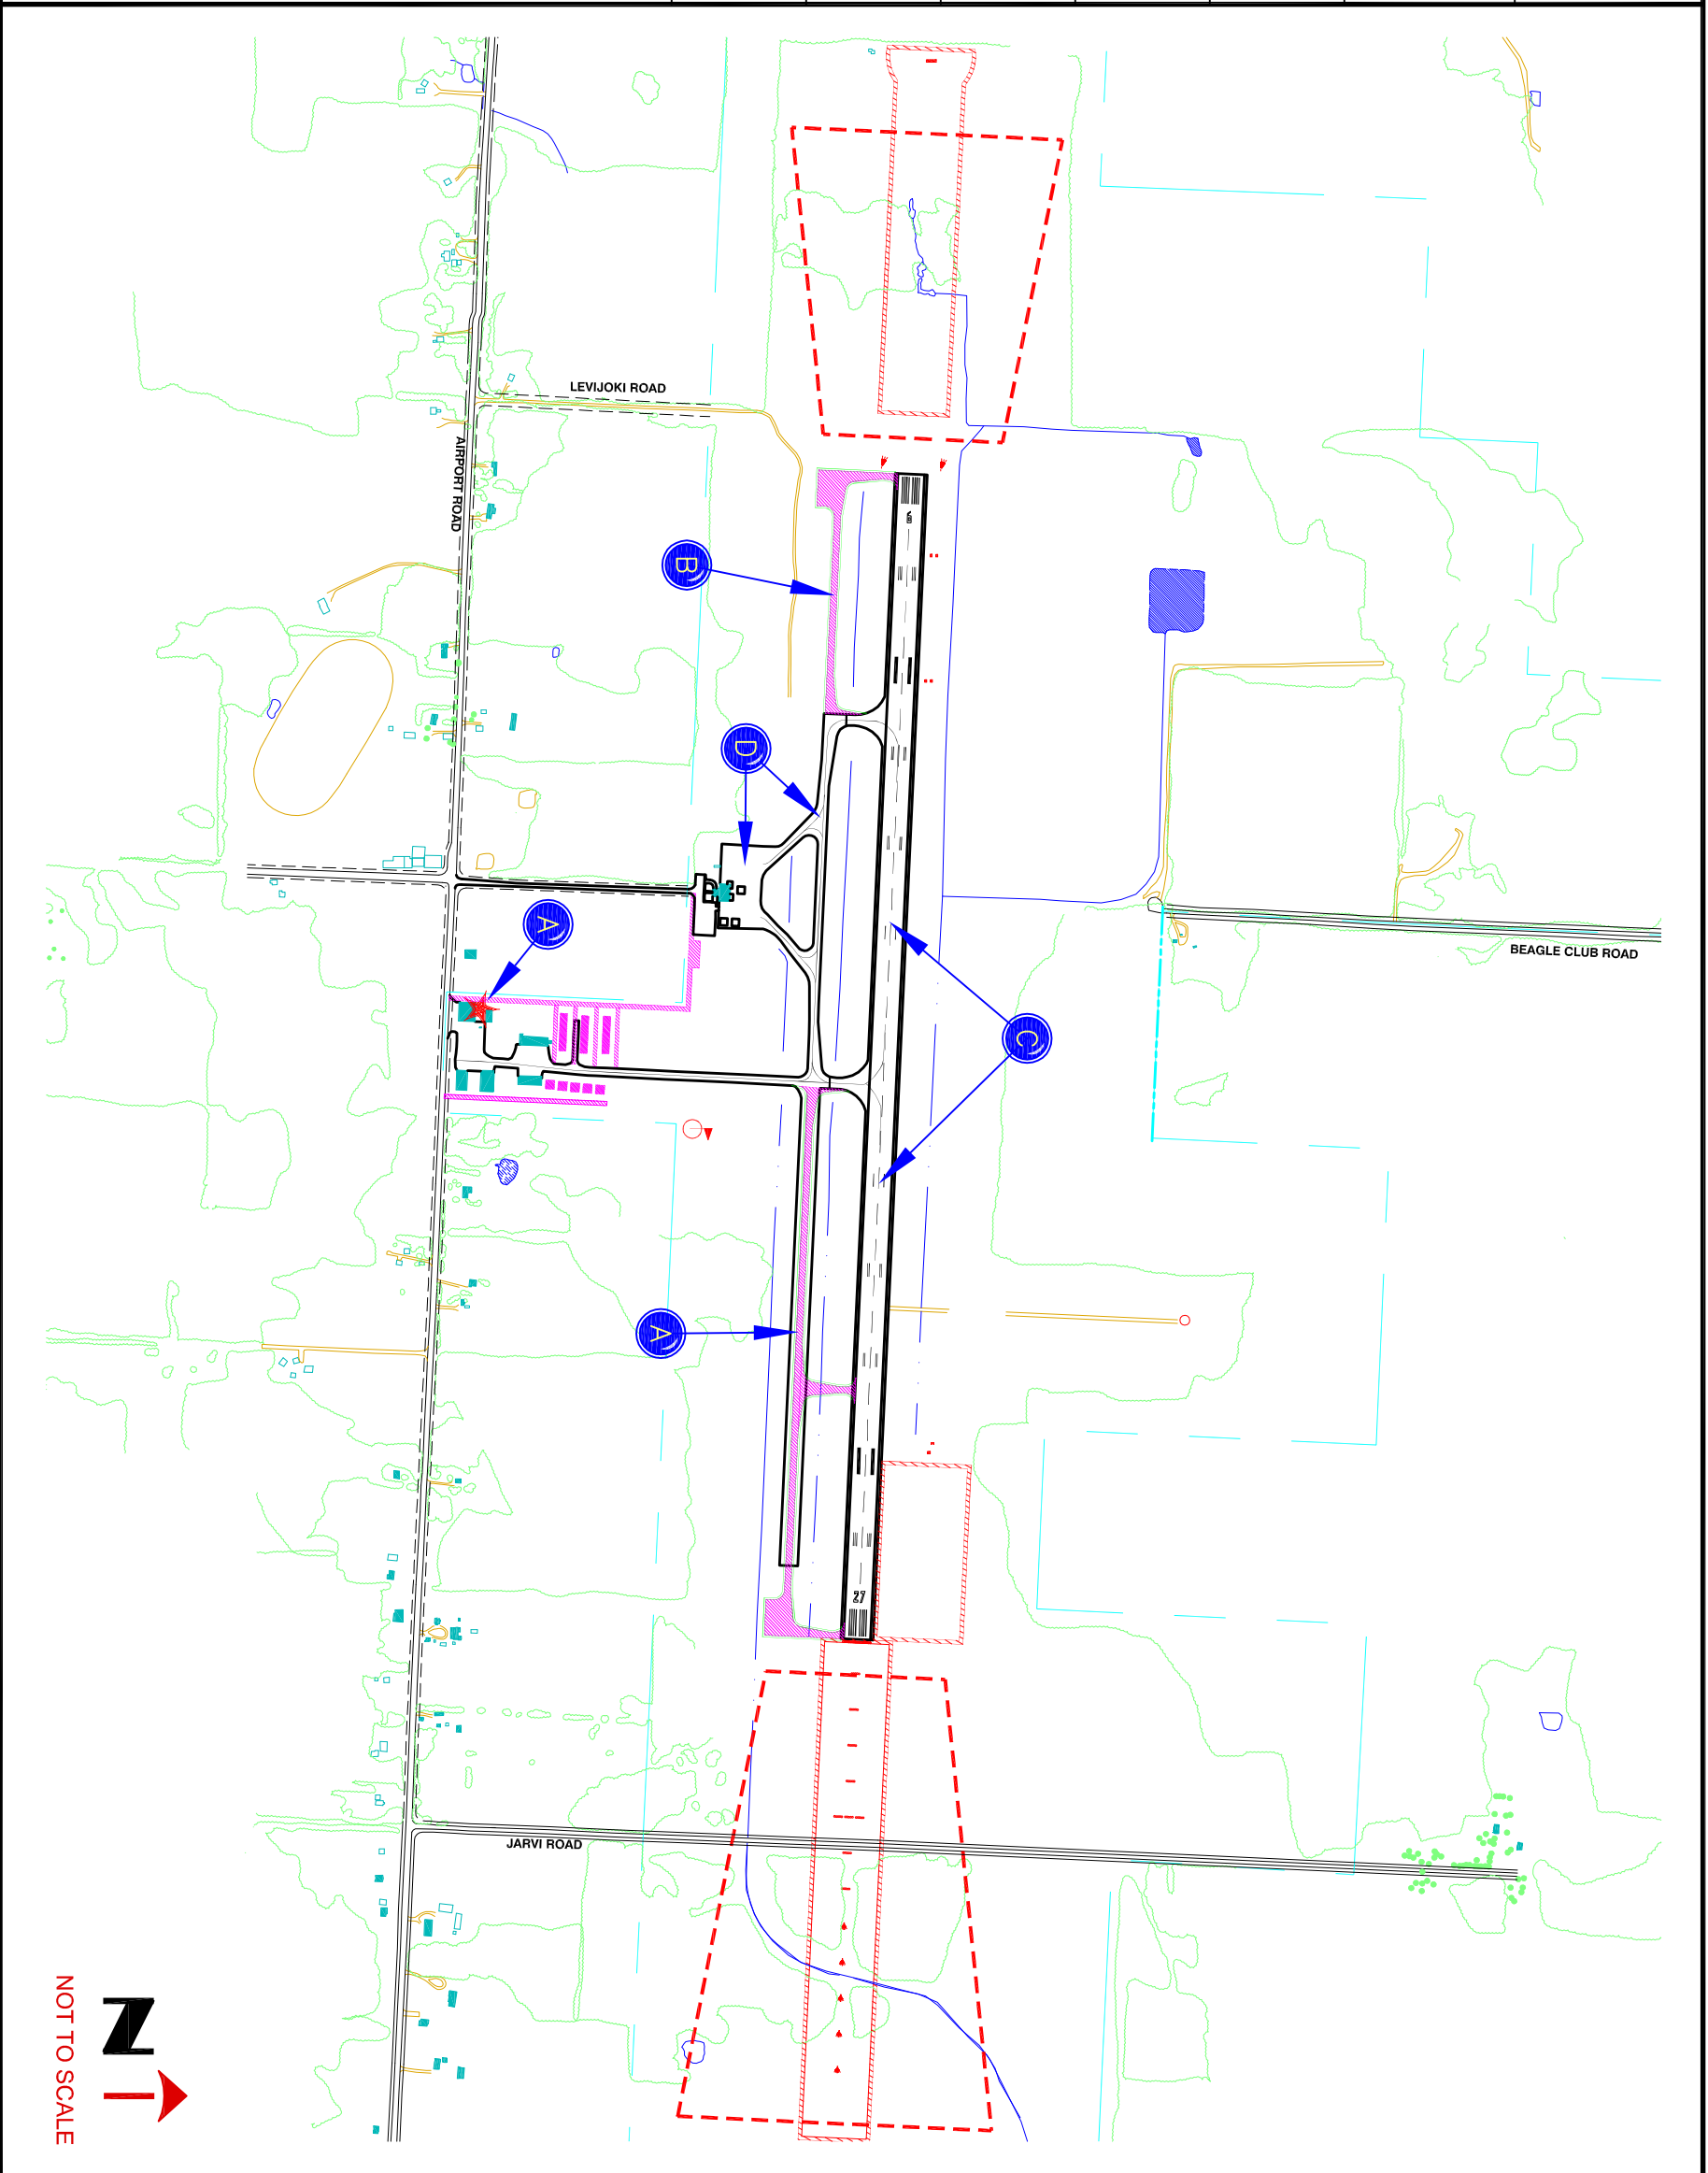 BEAGLE CLUB ROAD
C
9
27
D
B
A
LEVIJOKI ROAD
A
JARVI ROAD
AIRPORT ROAD
N
NOT TO SCALE